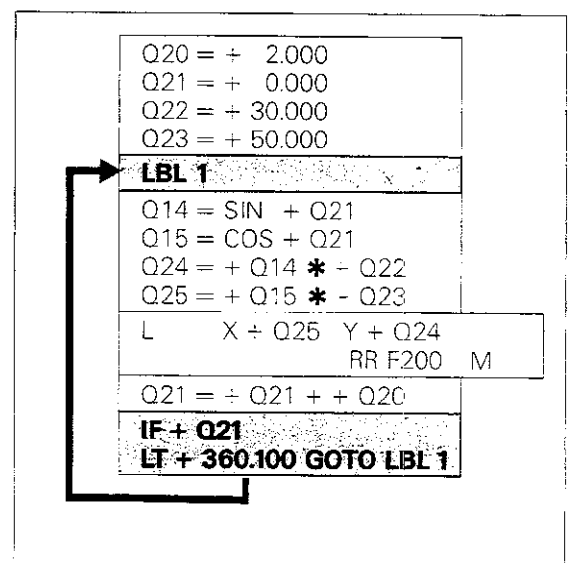 Q20 = + 2.000
Q21 = + 0.000
Q22 = + 30.000
Q23 = + 50.000
LBL 1
Q14 = SIN + Q21
Q15 = COS + Q21
Q24 = + Q14 * + Q22
Q25 = + Q15 * + Q23
L X + Q25 Y + Q24
RR F200 M
Q21 = + Q21 + + Q20
IF + Q21
LT + 360.100 GOTO LBL 1